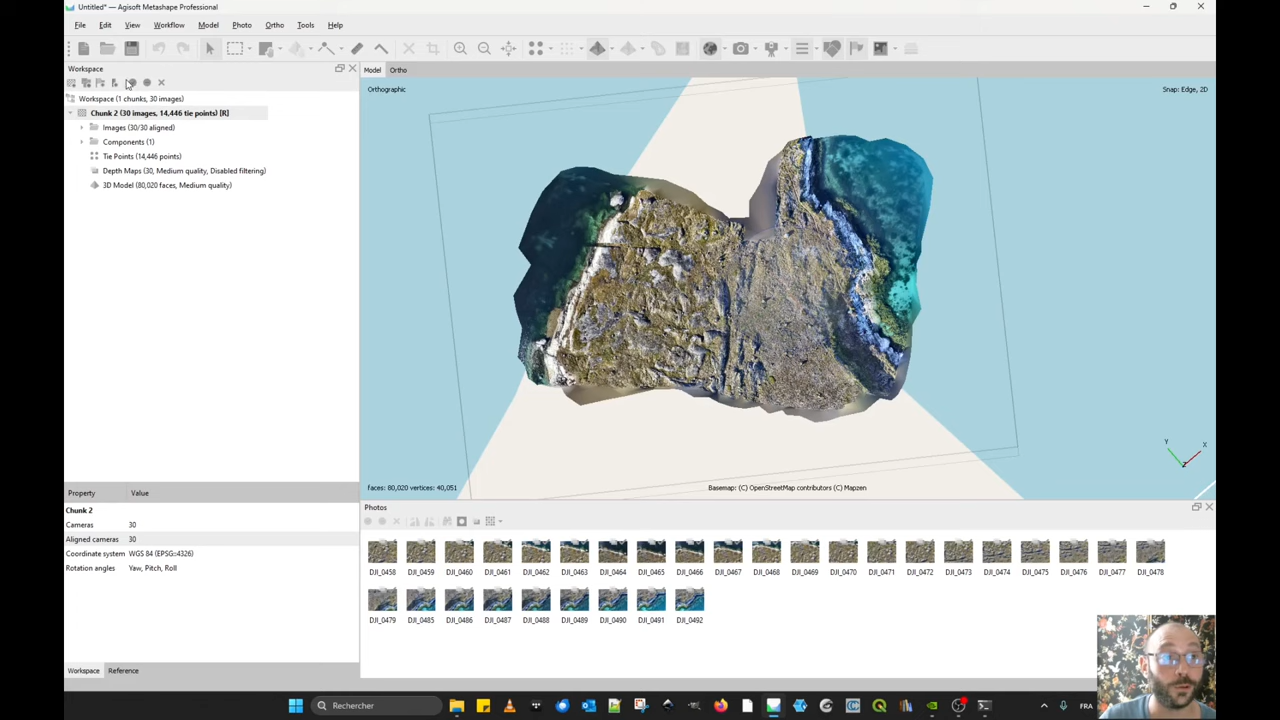 Untitled* — Agisoft Metashape Professional
File Edit View Workflow Model Photo Ortho Tools Help
Workspace
Model Ortho
Workspace (1 chunks, 30 images)
Chunk 2 (30 images, 14,446 tie points) [R]
Images (30/30 aligned)
Components (1)
Tie Points (14,446 points)
Depth Maps (30, Medium quality, Disabled filtering)
3D Model (80,020 faces, Medium quality)
Orthographic
Snap: Edge, 2D
Y
X
Z
faces: 80,020 vertices: 40,051
Basemap: (C) OpenStreetMap contributors (C) Mapzen
Property Value
Chunk 2
Cameras 30
Aligned cameras 30
Coordinate system WGS 84 (EPSG::4326)
Rotation angles Yaw, Pitch, Roll
Workspace Reference
Photos
DJI_0458 DJI_0459 DJI_0460 DJI_0461 DJI_0462 DJI_0463 DJI_0464 DJI_0465 DJI_0466 DJI_0467 DJI_0468 DJI_0469 DJI_0470 DJI_0471 DJI_0472 DJI_0473 DJI_0474 DJI_0475 DJI_0476 DJI_0477 DJI_0478
DJI_0479 DJI_0485 DJI_0486 DJI_0487 DJI_0488 DJI_0489 DJI_0490 DJI_0491 DJI_0492
Rechercher
FRA